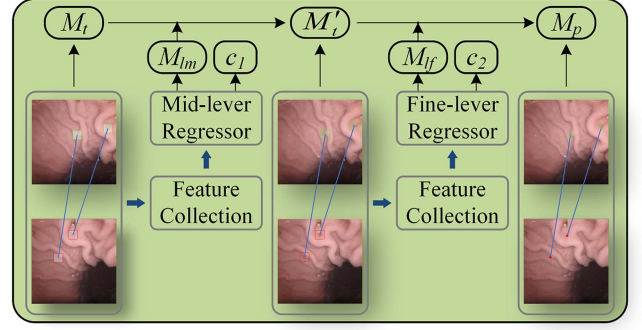 M_t
M'_t
M_p
M_lm
c_1
M_lf
c_2
Mid-lever
Regressor
Fine-lever
Regressor
Feature
Collection
Feature
Collection